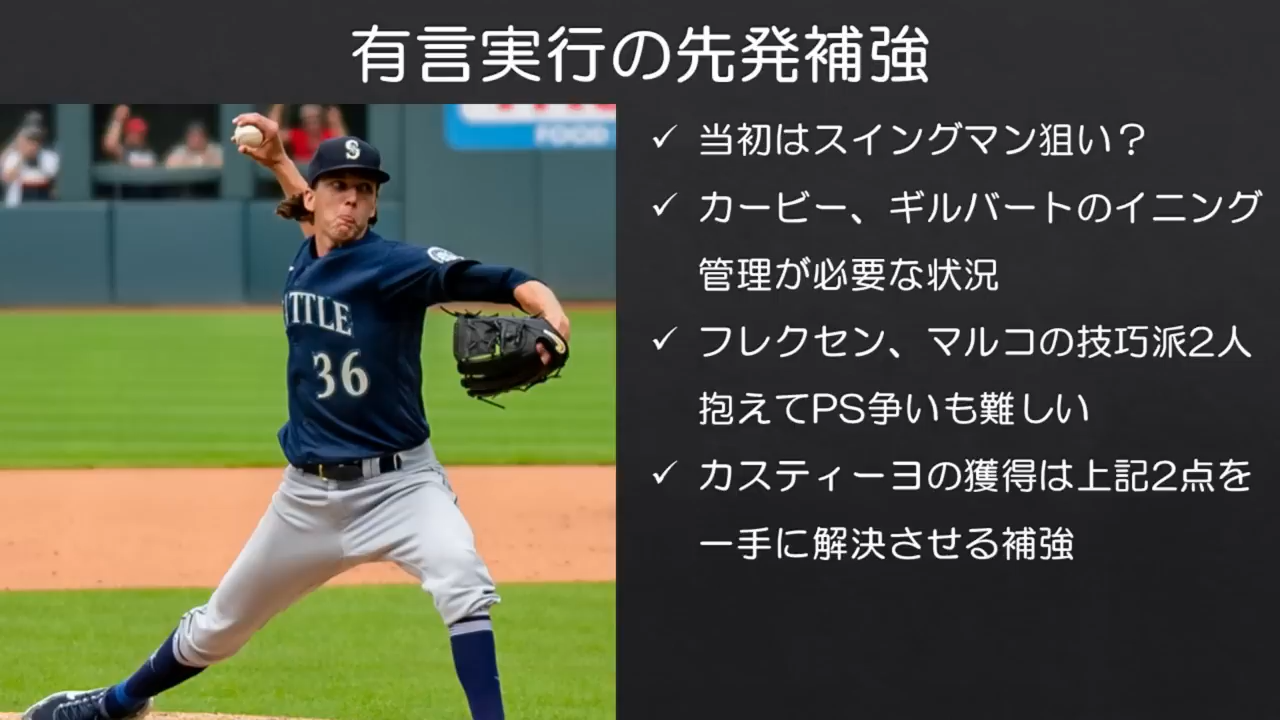 有言実行の先発補強
✓ 当初はスイングマン狙い？
✓ カービー、ギルバートのイニング
管理が必要な状況
✓ フレクセン、マルコの技巧派2人
抱えてPS争いも難しい
✓ カスティーヨの獲得は上記2点を
一手に解決させる補強
FOOD
S
TTLE
36